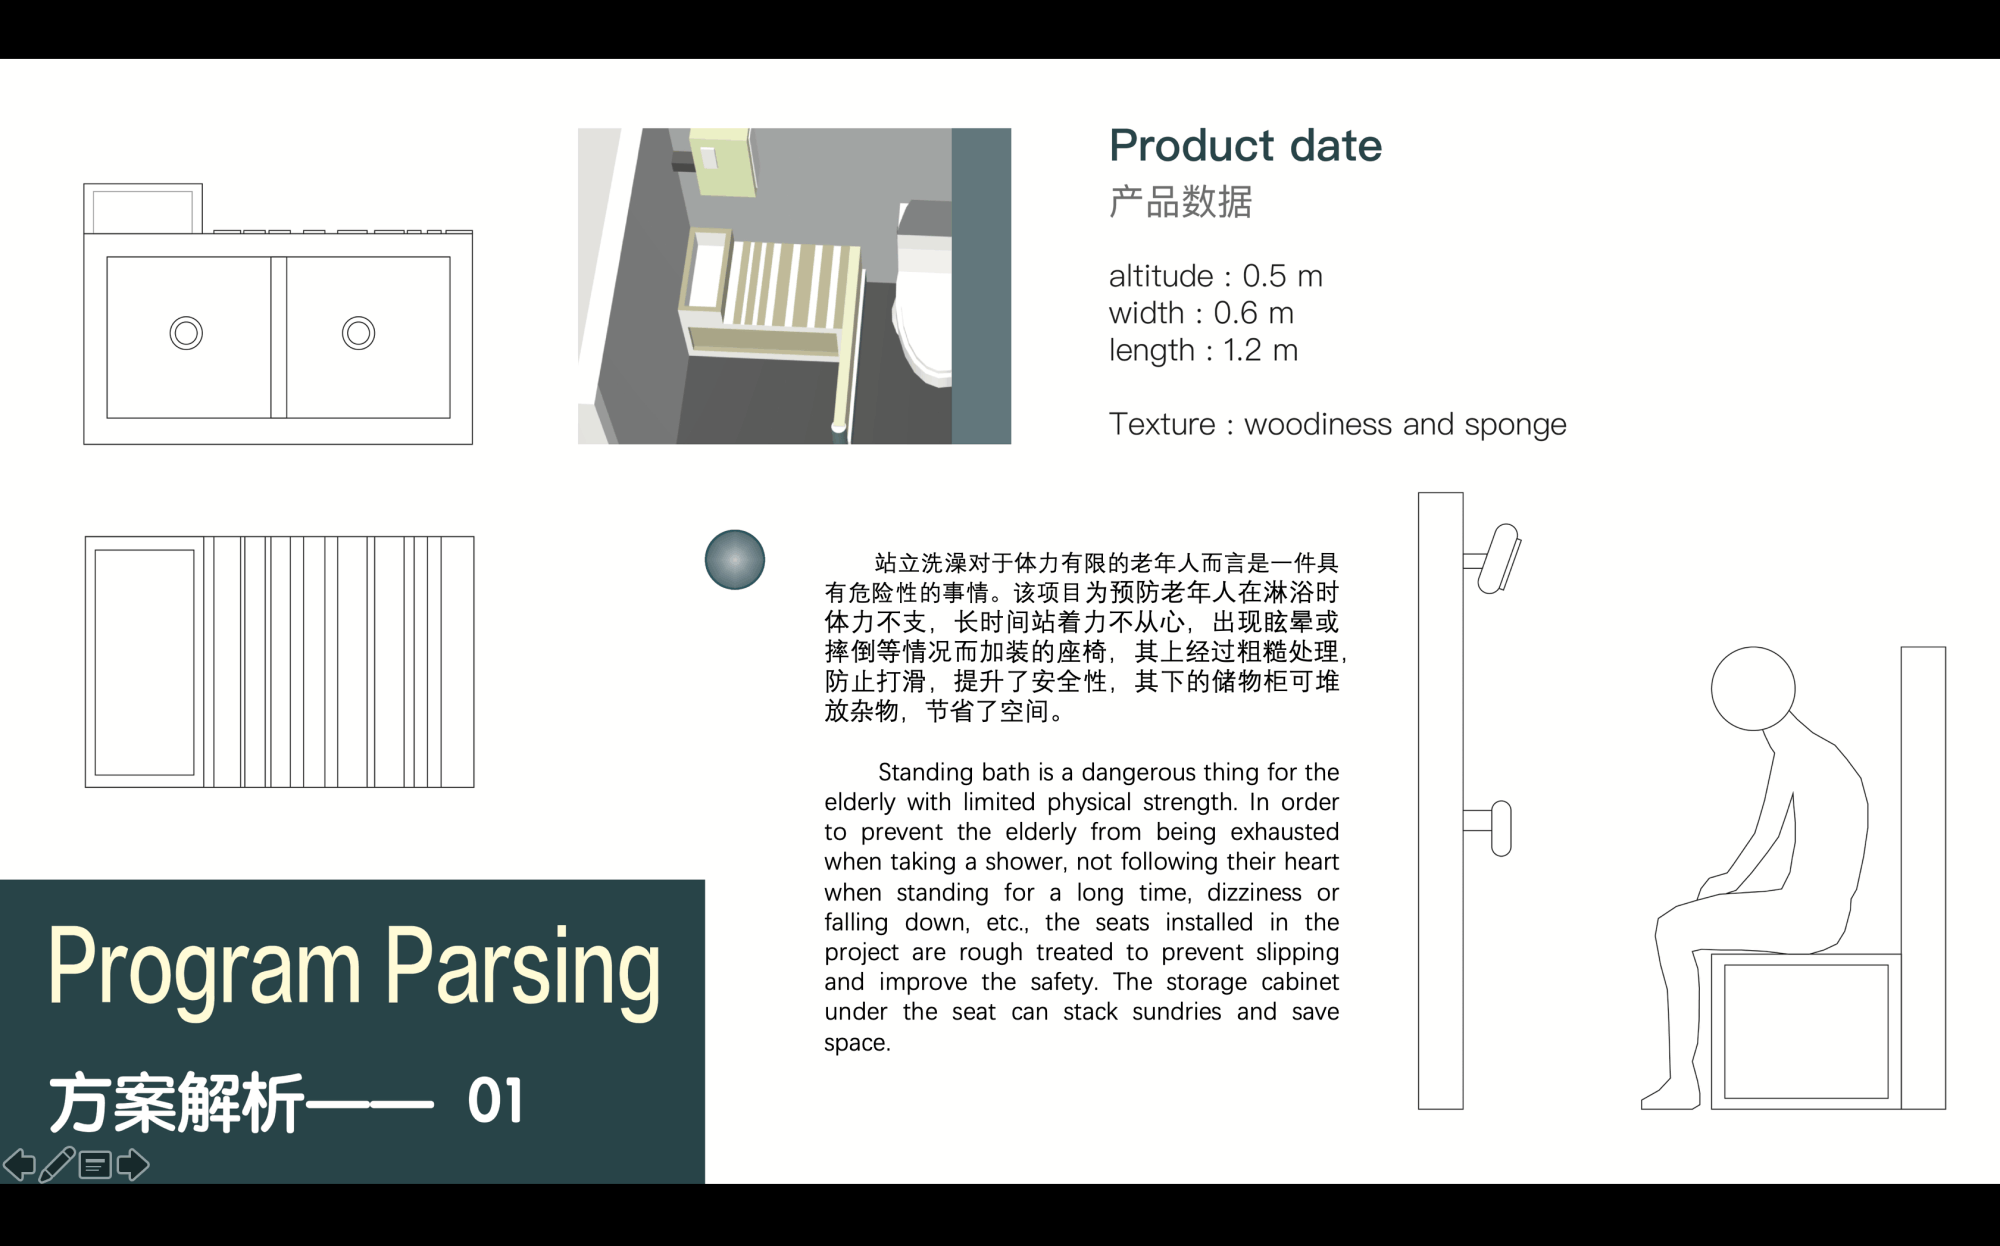 Product date
产品数据
altitude : 0.5 m
width : 0.6 m
length : 1.2 m
Texture : woodiness and sponge
站立洗澡对于体力有限的老年人而言是一件具
有危险性的事情。该项目为预防老年人在淋浴时
体力不支，长时间站着力不从心，出现眩晕或
摔倒等情况而加装的座椅，其上经过粗糙处理，
防止打滑，提升了安全性，其下的储物柜可堆
放杂物，节省了空间。
Standing bath is a dangerous thing for the
elderly with limited physical strength. In order
to prevent the elderly from being exhausted
when taking a shower, not following their heart
when standing for a long time, dizziness or
falling down, etc., the seats installed in the
project are rough treated to prevent slipping
and improve the safety. The storage cabinet
under the seat can stack sundries and save
space.
Program Parsing
方案解析—— 01